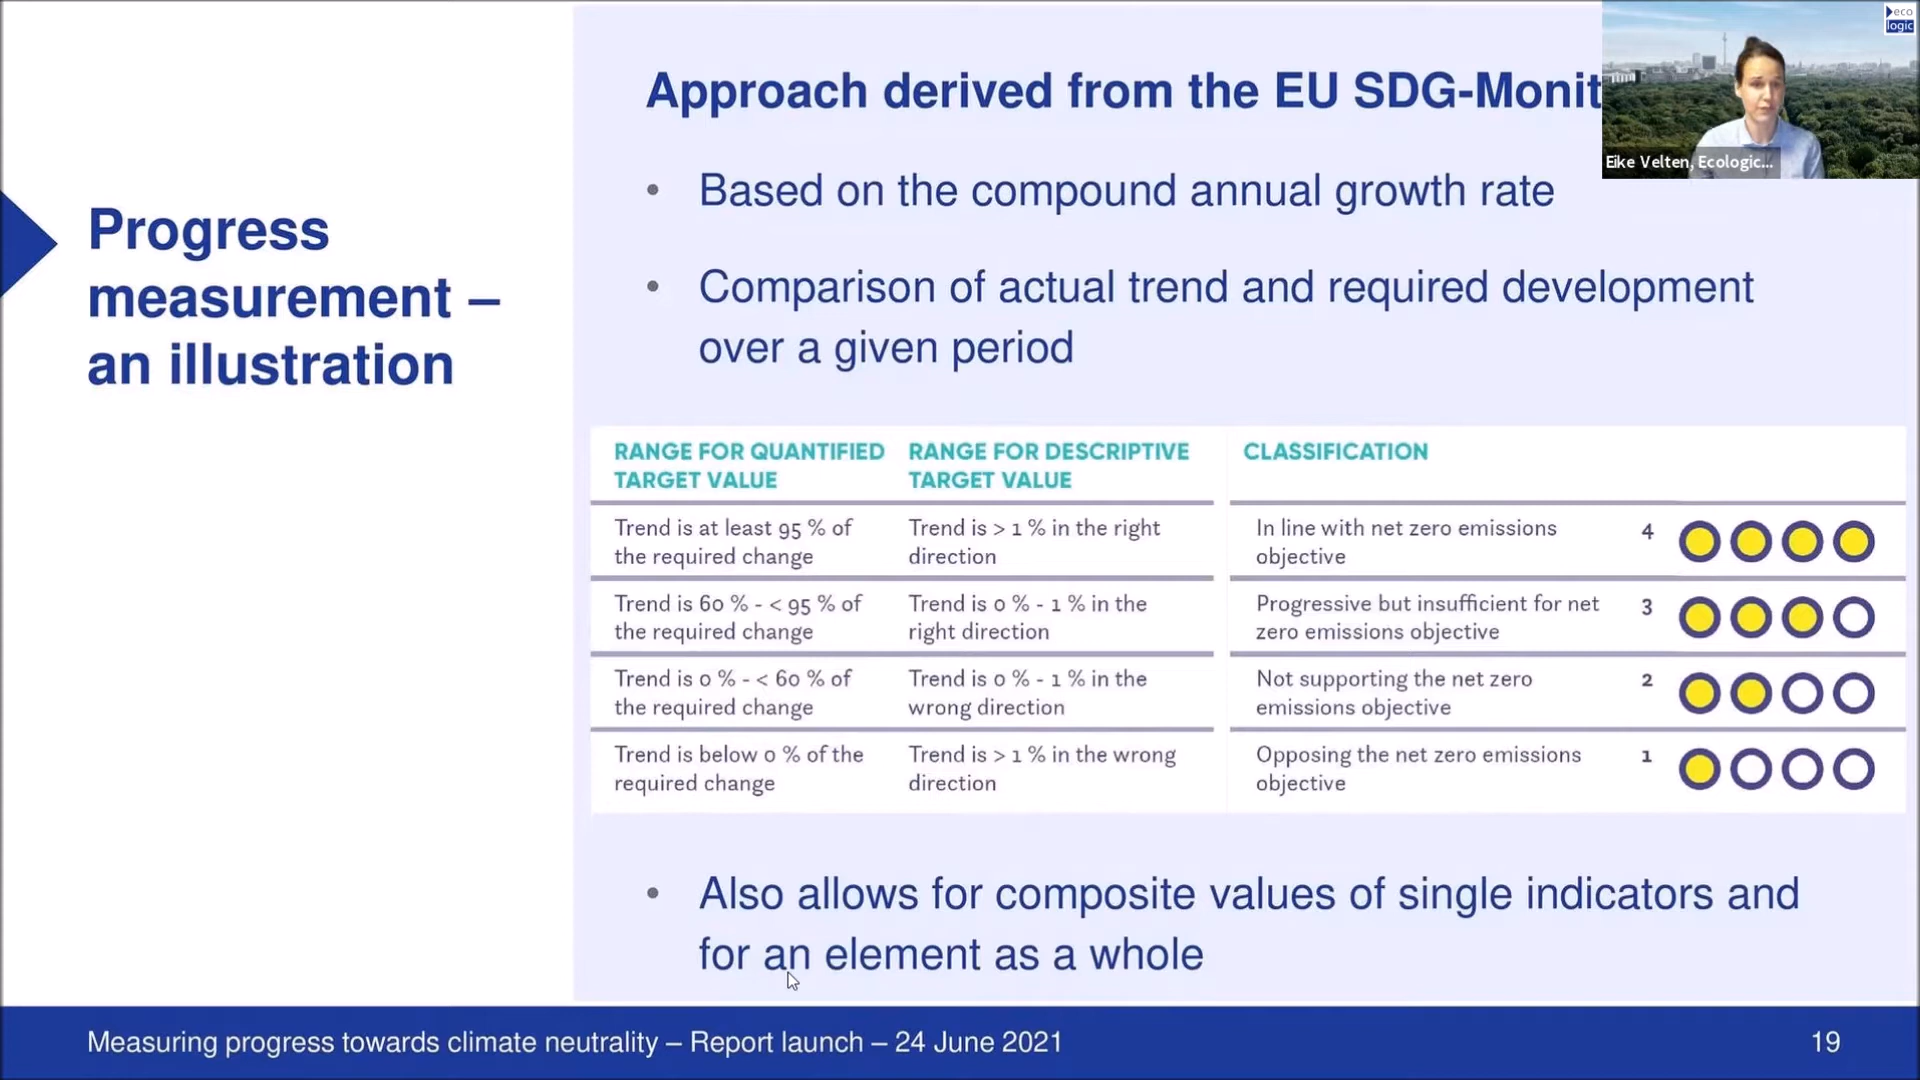 Progress
measurement –
an illustration
Approach derived from the EU SDG-Monit
eco
logic
Eike Velten, Ecologic...
• Based on the compound annual growth rate
• Comparison of actual trend and required development
over a given period
RANGE FOR QUANTIFIED
TARGET VALUE
RANGE FOR DESCRIPTIVE
TARGET VALUE
CLASSIFICATION
Trend is at least 95 % of
the required change
Trend is > 1 % in the right
direction
In line with net zero emissions
objective
4
Trend is 60 % - < 95 % of
the required change
Trend is 0 % - 1 % in the
right direction
Progressive but insufficient for net
zero emissions objective
3
Trend is 0 % - < 60 % of
the required change
Trend is 0 % - 1 % in the
wrong direction
Not supporting the net zero
emissions objective
2
Trend is below 0 % of the
required change
Trend is > 1 % in the wrong
direction
Opposing the net zero emissions
objective
1
• Also allows for composite values of single indicators and
for an element as a whole
Measuring progress towards climate neutrality – Report launch – 24 June 2021
19